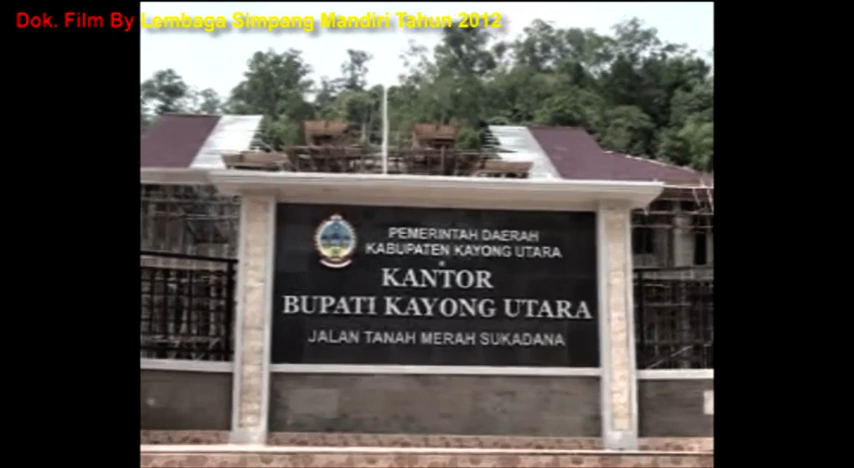 Dok. Film By Lembaga Simpang Mandiri Tahun 2012
PEMERINTAH DAERAH
KABUPATEN KAYONG UTARA
KANTOR
BUPATI KAYONG UTARA
JALAN TANAH MERAH SUKADANA